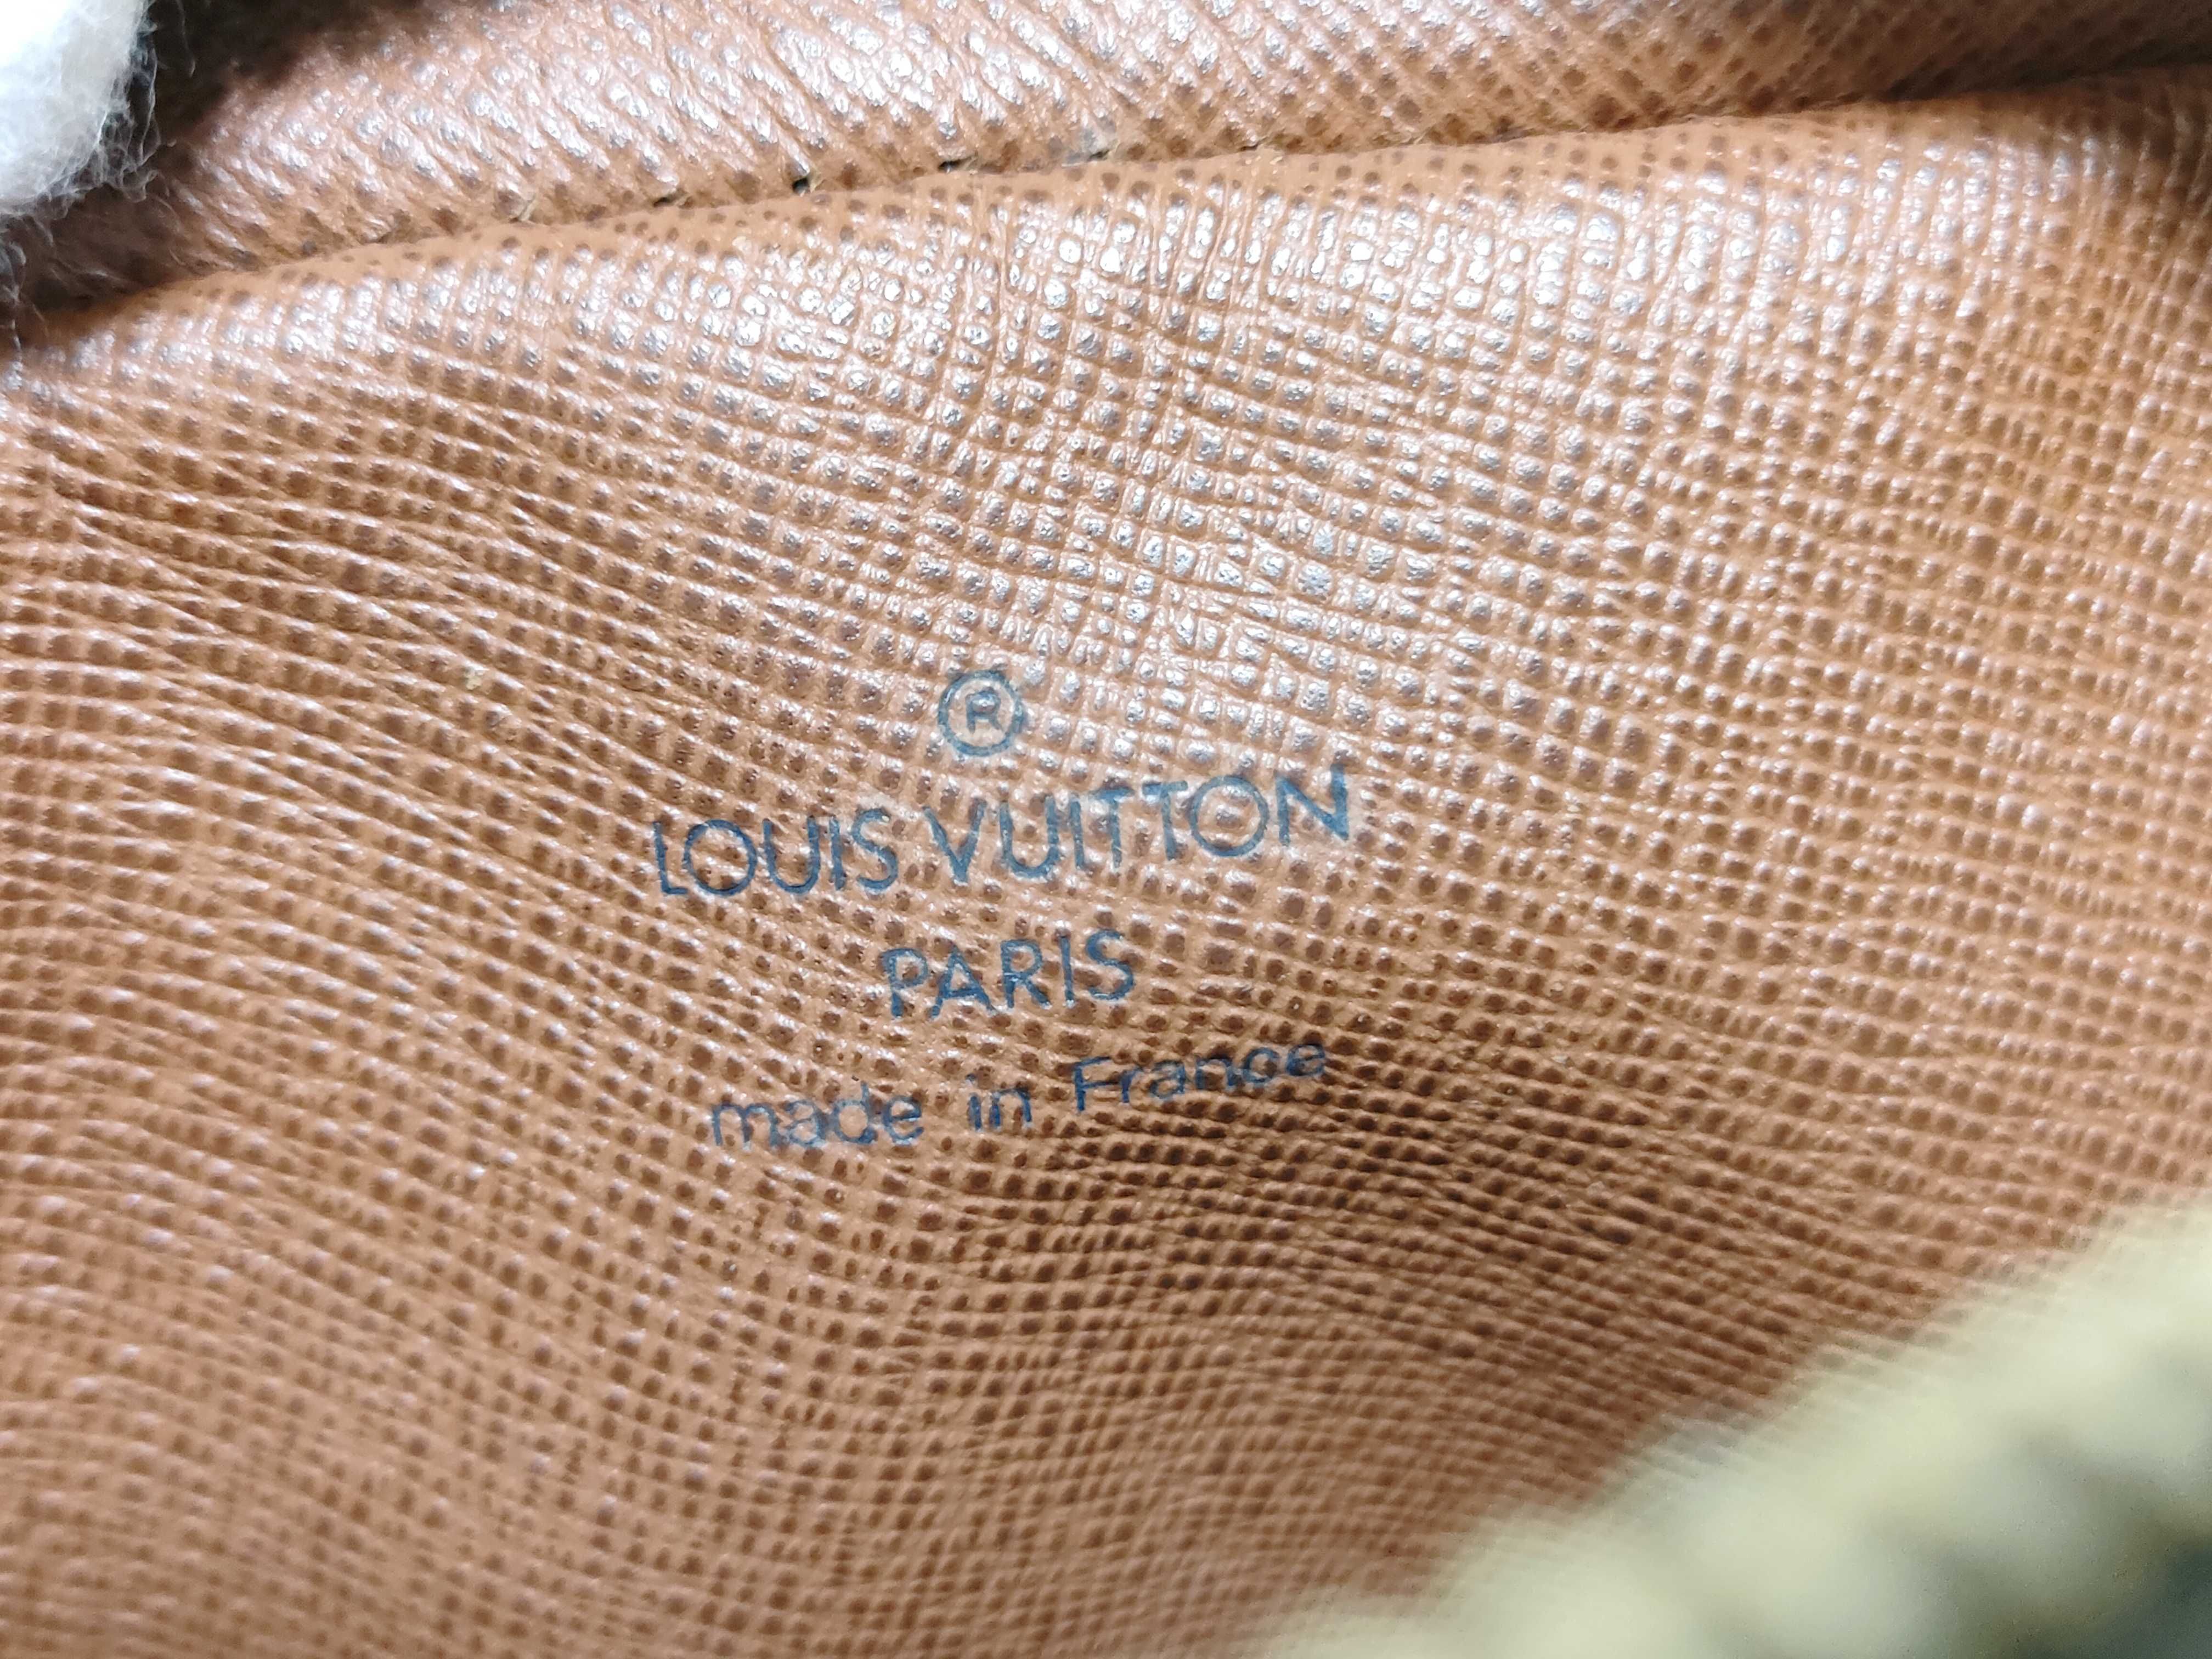 ®
LOUIS VUITTON
PARIS
made in France